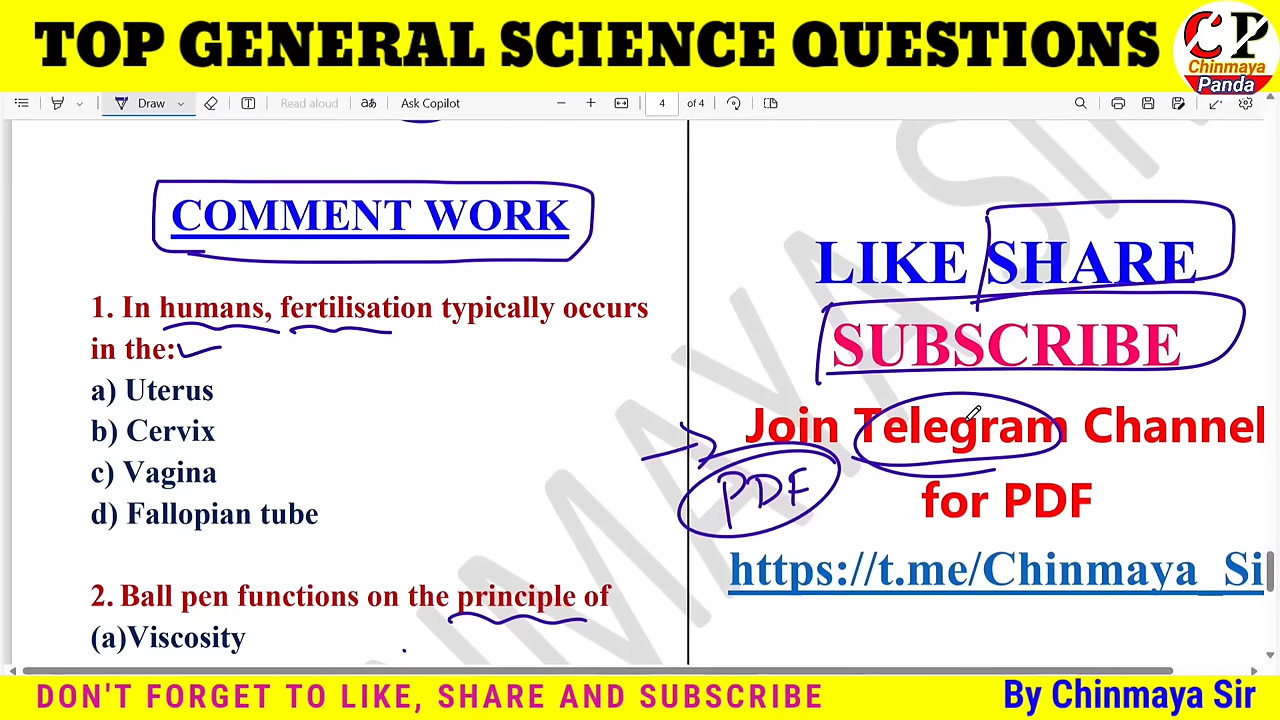 TOP GENERAL SCIENCE QUESTIONS
CP
Chinmaya
Panda
Draw
Read aloud
aあ
Ask Copilot
4
of 4
COMMENT WORK
1. In humans, fertilisation typically occurs
in the:
a) Uterus
b) Cervix
c) Vagina
d) Fallopian tube
2. Ball pen functions on the principle of
(a)Viscosity
LIKE SHARE
SUBSCRIBE
Join Telegram Channel
PDF
for PDF
https://t.me/Chinmaya_Si
DON'T FORGET TO LIKE, SHARE AND SUBSCRIBE
By Chinmaya Sir